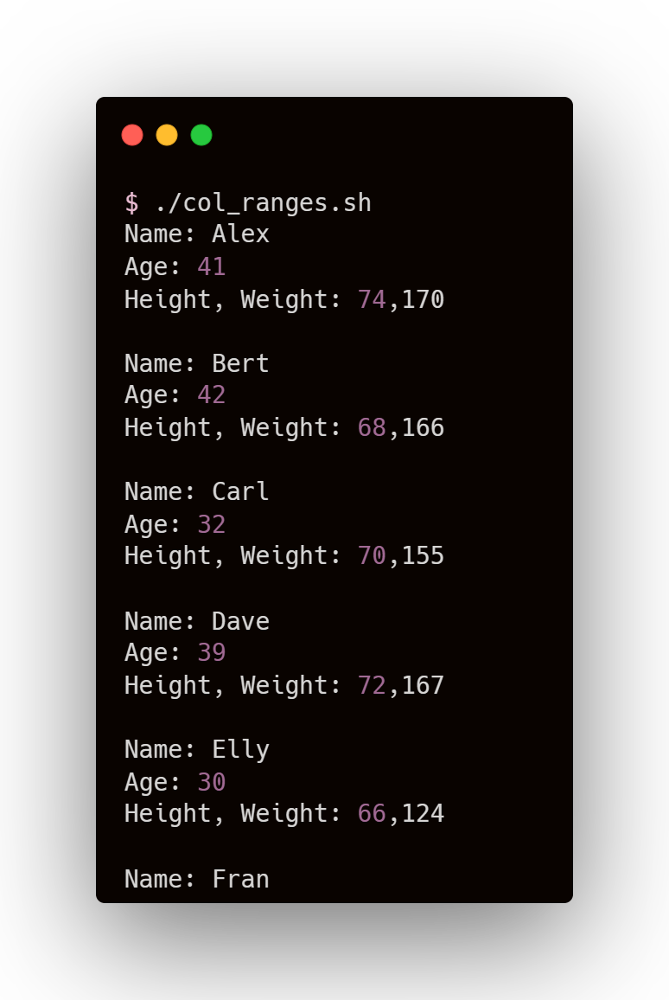 $ ./col_ranges.sh
Name: Alex
Age: 41
Height, Weight: 74,170
Name: Bert
Age: 42
Height, Weight: 68,166
Name: Carl
Age: 32
Height, Weight: 70,155
Name: Dave
Age: 39
Height, Weight: 72,167
Name: Elly
Age: 30
Height, Weight: 66,124
Name: Fran